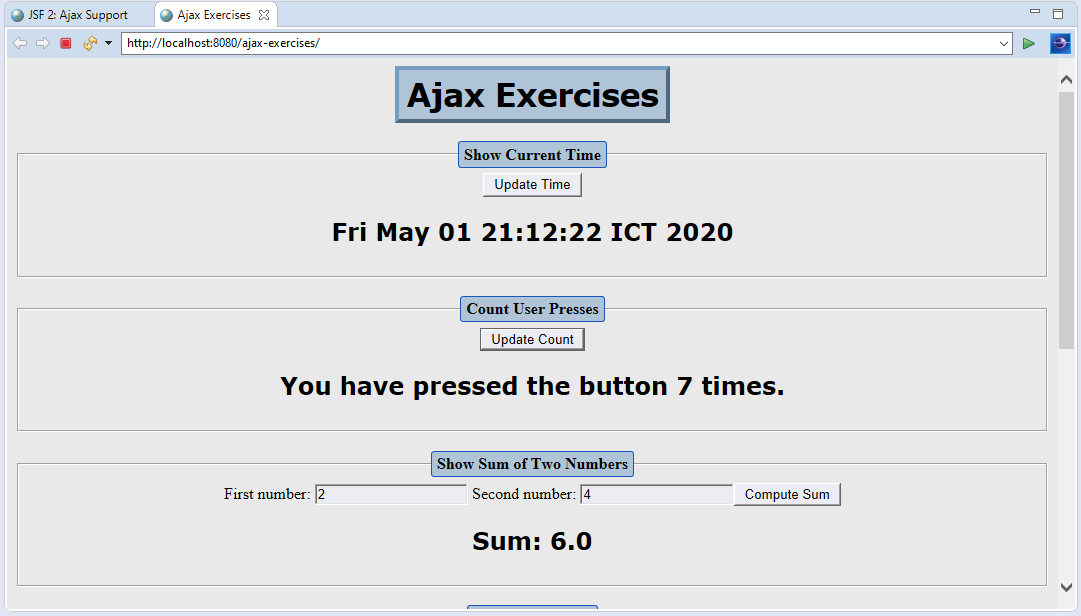 JSF 2: Ajax Support
Ajax Exercises
http://localhost:8080/ajax-exercises/
Ajax Exercises
Show Current Time
Update Time
Fri May 01 21:12:22 ICT 2020
Count User Presses
Update Count
You have pressed the button 7 times.
Show Sum of Two Numbers
First number: 2 Second number: 4 Compute Sum
Sum: 6.0